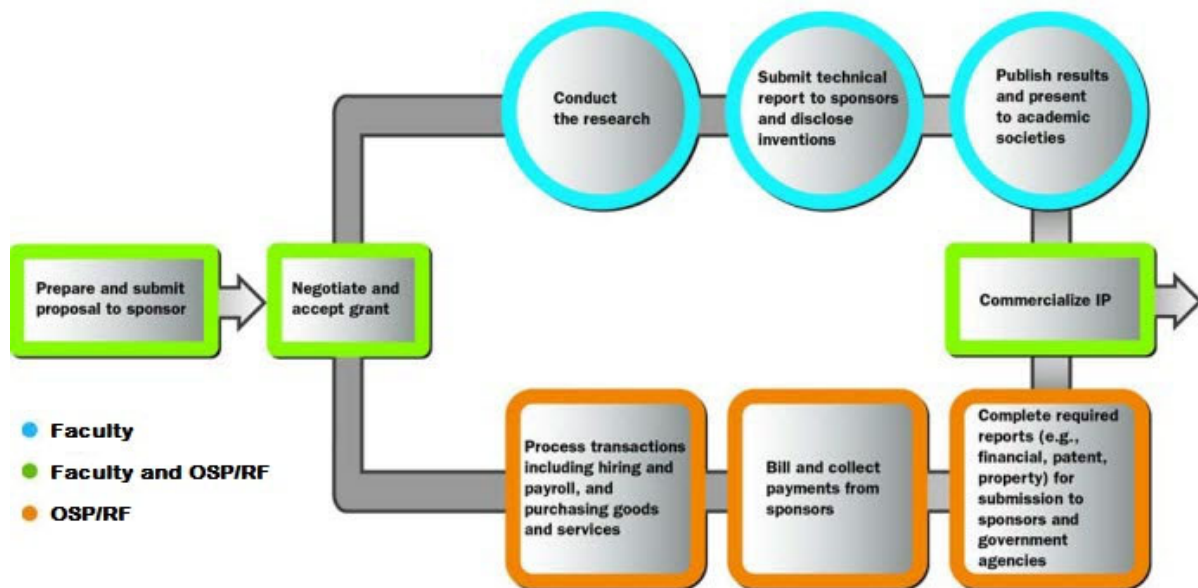 Conduct
the research
Submit technical
report to sponsors
and disclose
inventions
Publish results
and present
to academic
societies
Prepare and submit
proposal to sponsor
Negotiate and
accept grant
Commercialize IP
Faculty
Faculty and OSP/RF
OSP/RF
Process transactions
including hiring and
payroll, and
purchasing goods
and services
Bill and collect
payments from
sponsors
Complete required
reports (e.g.,
financial, patent,
property) for
submission to
sponsors and
government
agencies